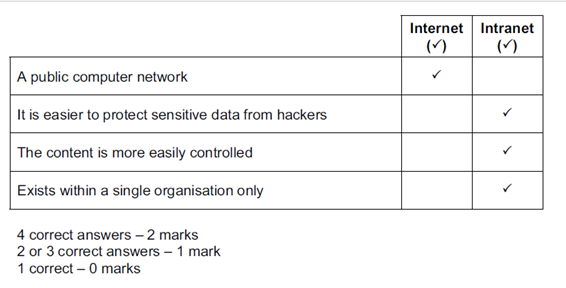 Internet Intranet
(✓) (✓)
A public computer network ✓
It is easier to protect sensitive data from hackers ✓
The content is more easily controlled ✓
Exists within a single organisation only ✓
4 correct answers – 2 marks
2 or 3 correct answers – 1 mark
1 correct – 0 marks